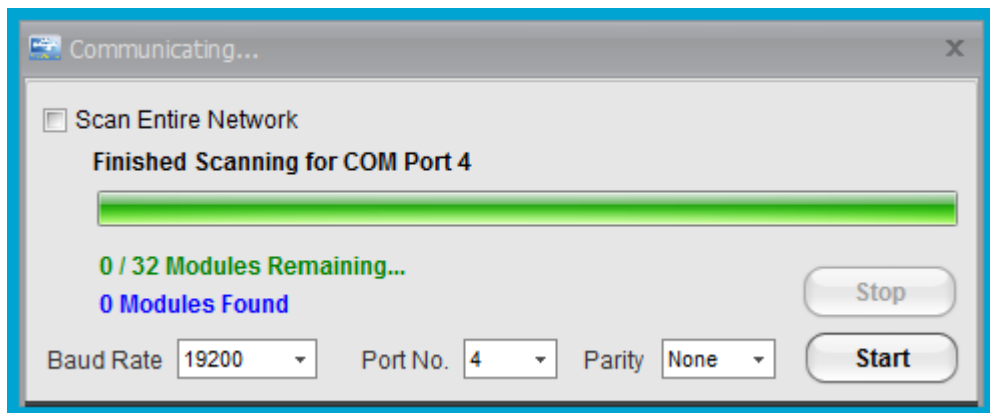 Communicating...
Scan Entire Network
Finished Scanning for COM Port 4
0 / 32 Modules Remaining...
0 Modules Found
Stop
Baud Rate 19200 Port No. 4 Parity None Start